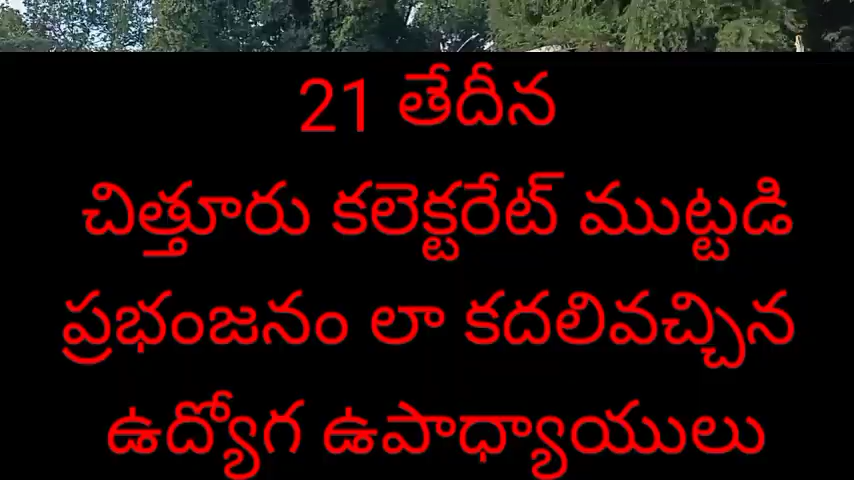 21 తేదీన
చిత్తూరు కలెక్టరేట్ ముట్టడి
ప్రభంజనం లా కదలివచ్చిన
ఉద్యోగ ఉపాధ్యాయులు